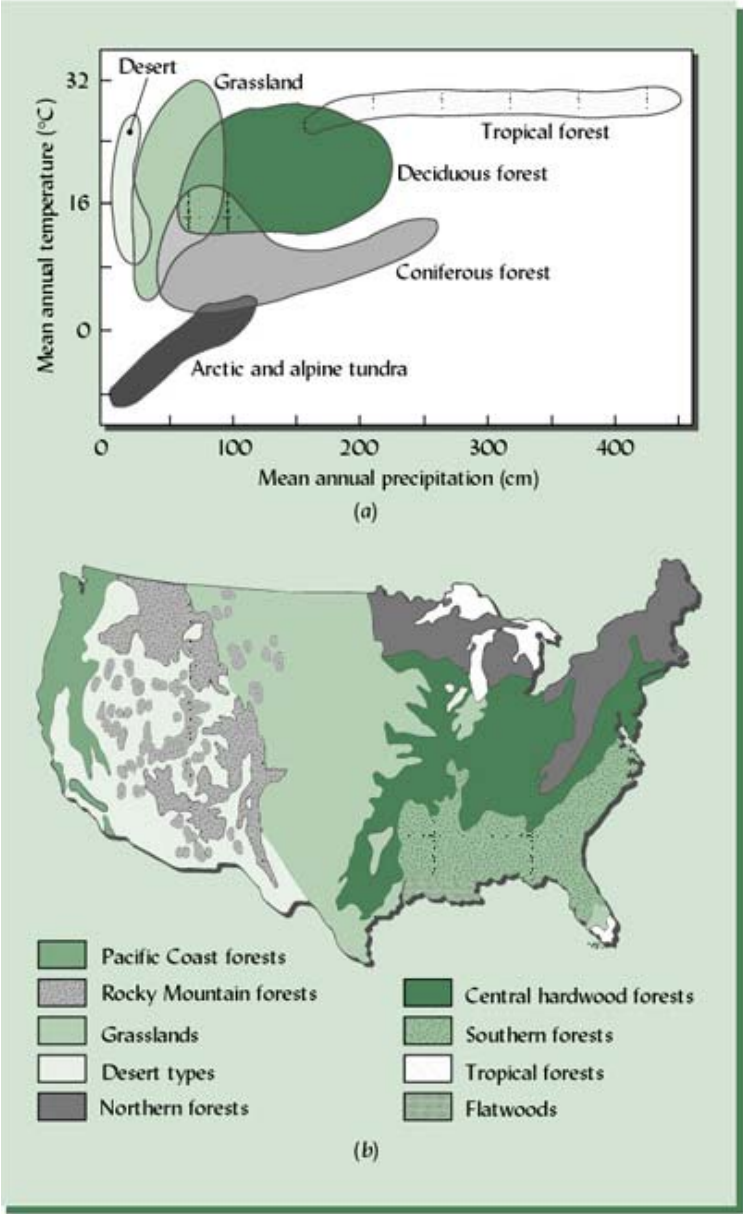 Desert
Grassland
Tropical forest
Deciduous forest
Coniferous forest
Arctic and alpine tundra
Mean annual temperature (°C)
32
16
0
0
100
200
300
400
Mean annual precipitation (cm)
(a)
Pacific Coast forests
Rocky Mountain forests
Grasslands
Desert types
Northern forests
Central hardwood forests
Southern forests
Tropical forests
Flatwoods
(b)